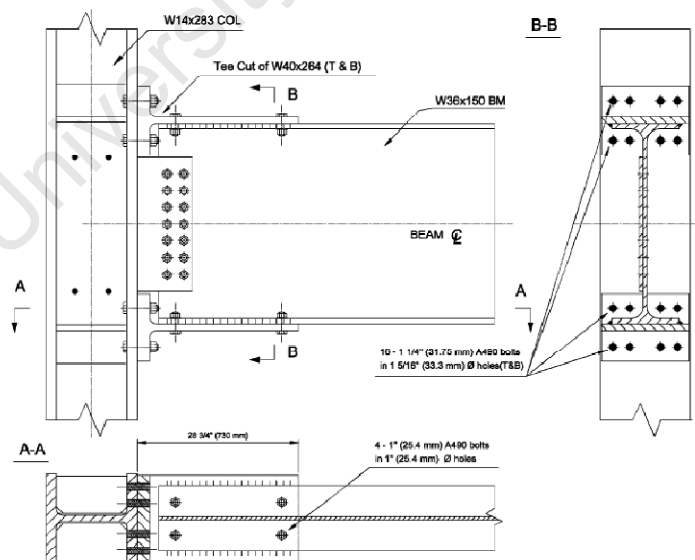 W14x283 COL
B-B
Tee Cut of W40x264 (T & B)
B
W36x150 BM
BEAM ℄
A
A
B
16 - 1 1/4" (31.75 mm) A490 bolts
in 1 5/16" (33.3 mm) Ø holes(T&B)
A-A
28 3/4" (730 mm)
4 - 1" (25.4 mm) A490 bolts
in 1" (25.4 mm) Ø holes
University